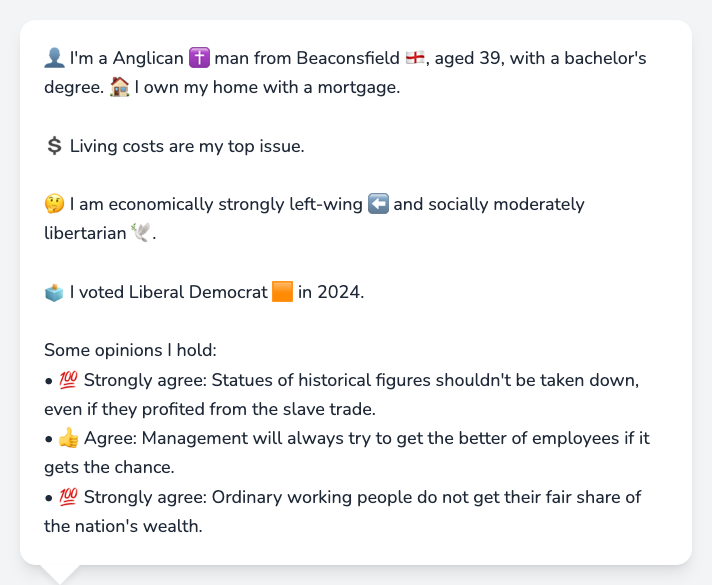 👤 I'm a Anglican ✝️ man from Beaconsfield 🏴󠁧󠁢󠁥󠁮󠁧󠁿, aged 39, with a bachelor's
degree. 🏠 I own my home with a mortgage.
💲 Living costs are my top issue.
🤔 I am economically strongly left-wing ⬅️ and socially moderately
libertarian 🕊️.
🗳️ I voted Liberal Democrat 🟧 in 2024.
Some opinions I hold:
• 💯 Strongly agree: Statues of historical figures shouldn't be taken down,
even if they profited from the slave trade.
• 👍 Agree: Management will always try to get the better of employees if it
gets the chance.
• 💯 Strongly agree: Ordinary working people do not get their fair share of
the nation's wealth.